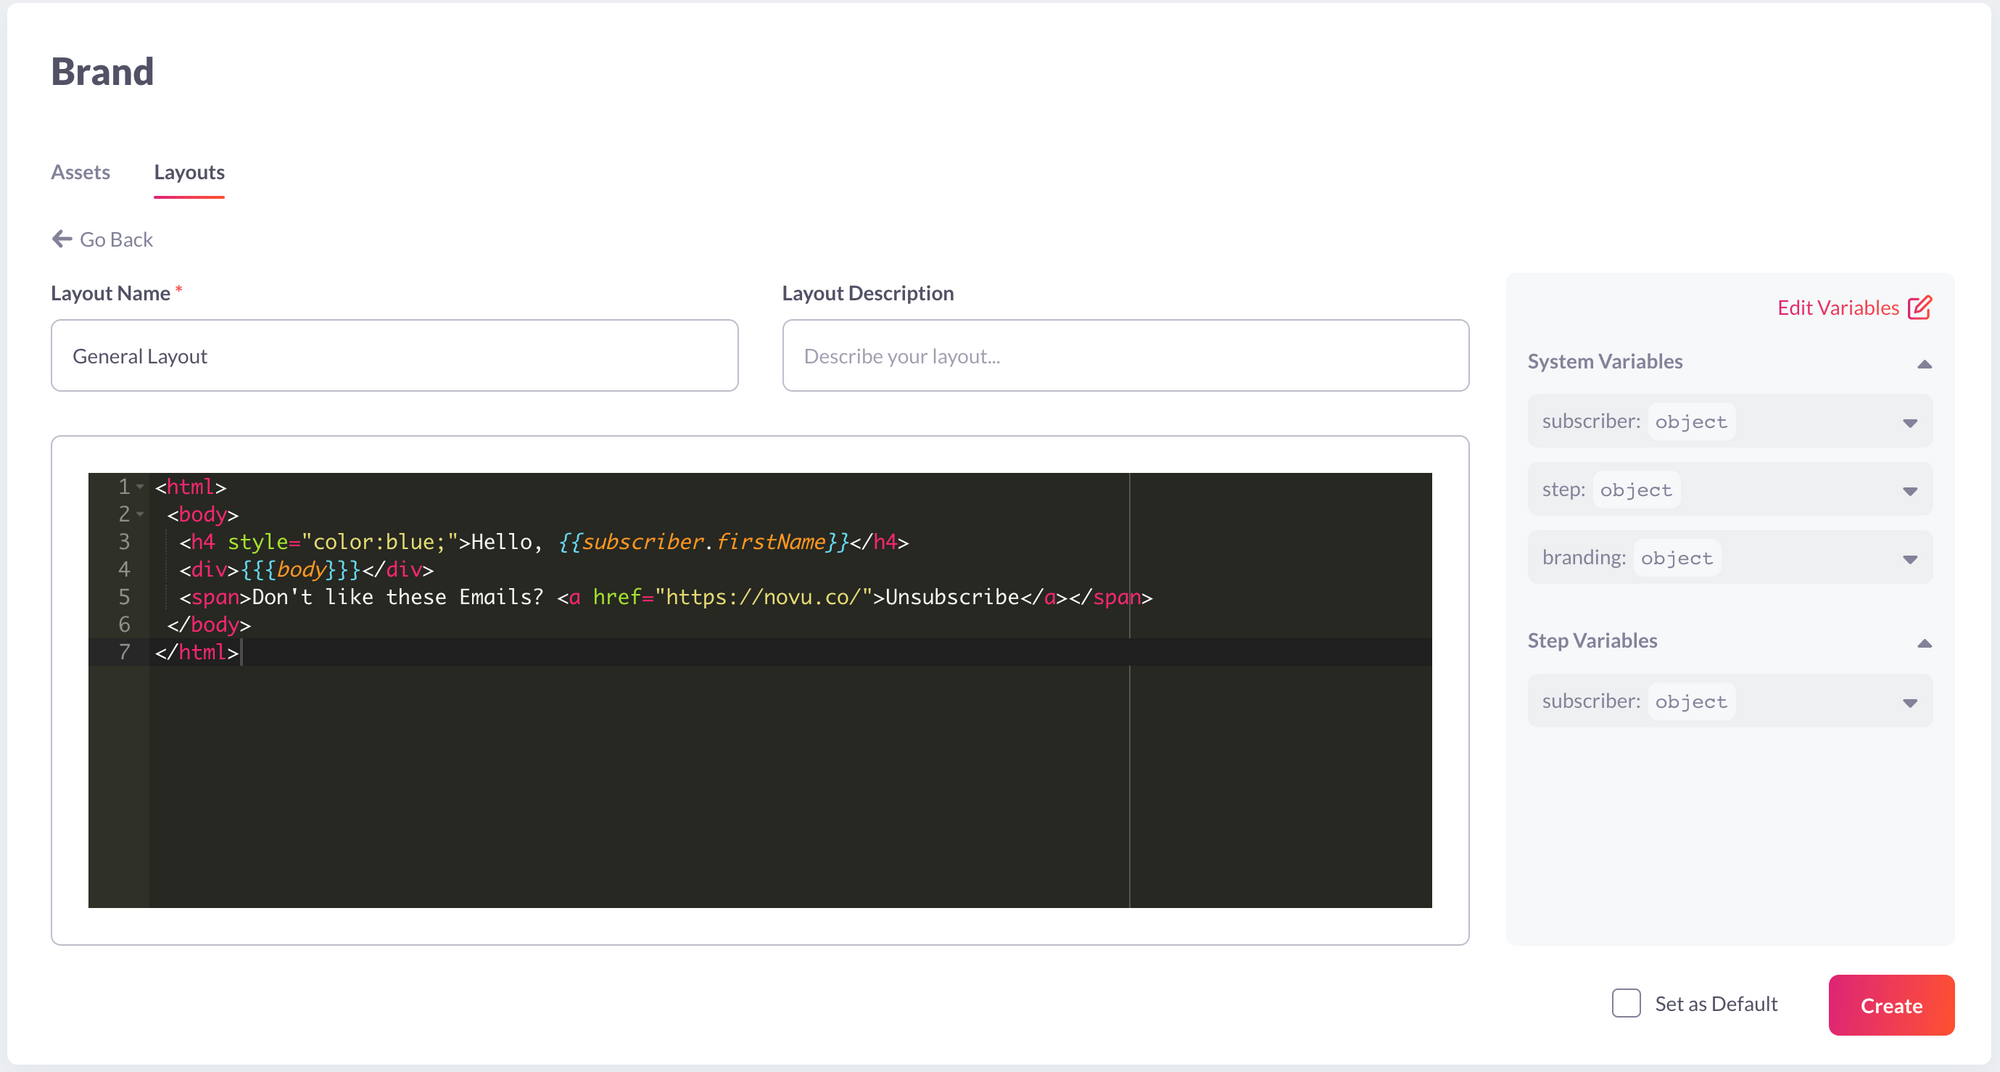 Brand
Assets Layouts
Go Back
Layout Name *
General Layout
Layout Description
Describe your layout...
1 <html>
2 <body>
3 <h4 style="color:blue;">Hello, {{subscriber.firstName}}</h4>
4 <div>{{{body}}}</div>
5 <span>Don't like these Emails? <a href="https://novu.co/">Unsubscribe</a></span>
6 </body>
7 </html>
Edit Variables
System Variables
subscriber: object
step: object
branding: object
Step Variables
subscriber: object
Set as Default
Create